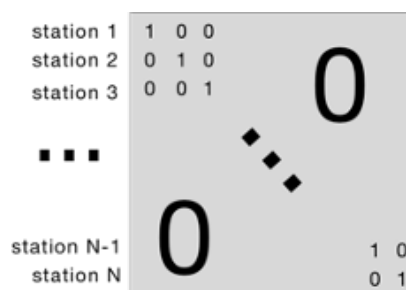 station 1 1 0 0
station 2 0 1 0
station 3 0 0 1
0
...
0
station N-1 1 0
station N 0 1